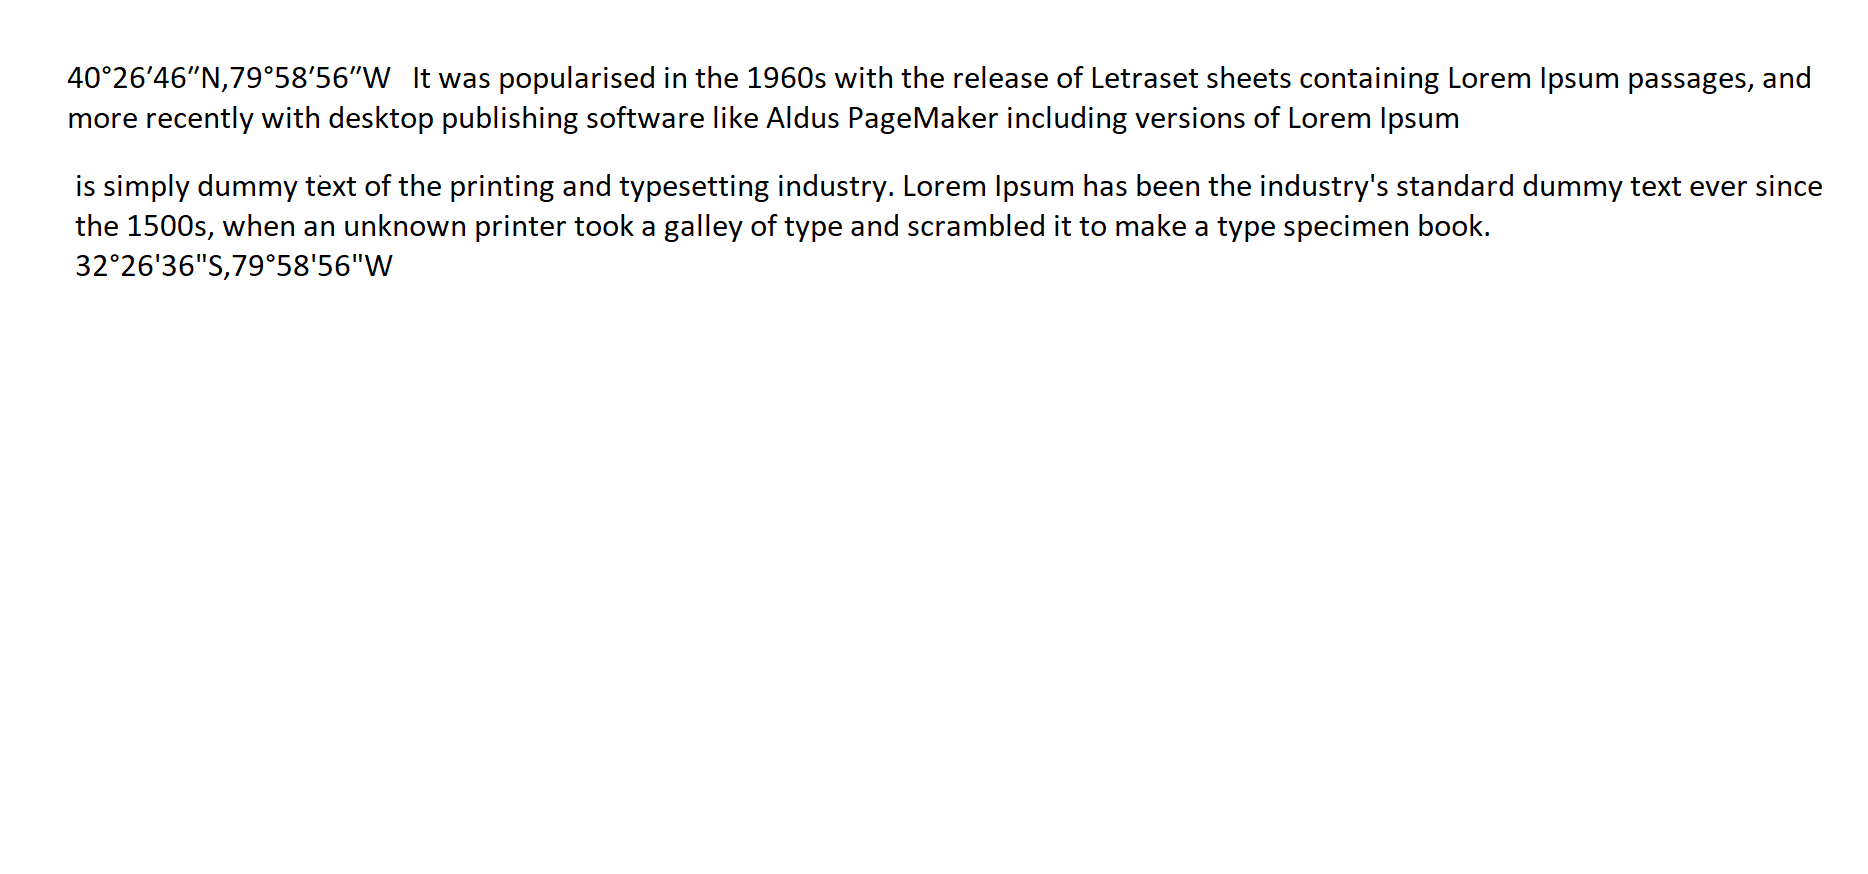 40°26′46″N,79°58′56″W   It was popularised in the 1960s with the release of Letraset sheets containing Lorem Ipsum passages, and
more recently with desktop publishing software like Aldus PageMaker including versions of Lorem Ipsum
is simply dummy text of the printing and typesetting industry. Lorem Ipsum has been the industry's standard dummy text ever since
the 1500s, when an unknown printer took a galley of type and scrambled it to make a type specimen book.
32°26'36"S,79°58'56"W